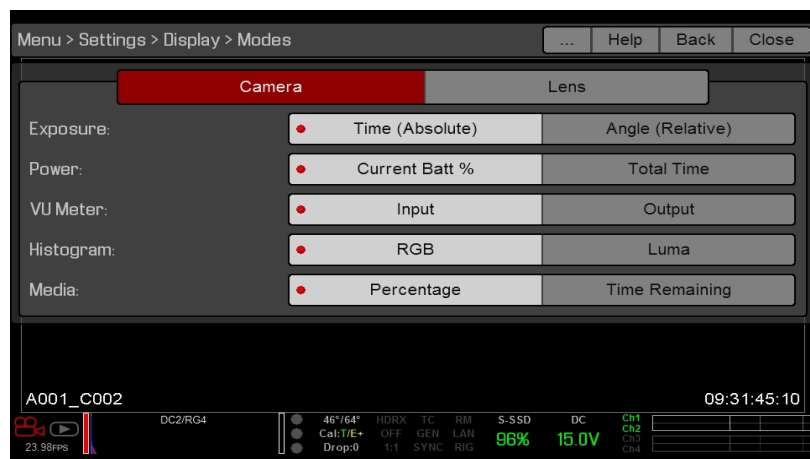 Menu > Settings > Display > Modes ... Help Back Close
Camera Lens
Exposure: Time (Absolute) Angle (Relative)
Power: Current Batt % Total Time
VU Meter: Input Output
Histogram: RGB Luma
Media: Percentage Time Remaining
A001_C002 09:31:45:10
DC2/RG4 46°/64° HDRX TC RM S-SSD DC Ch1
Cal:T/E+ OFF GEN LAN 96% 15.0V Ch2
23.98FPS Drop:0 1:1 SYNC RIG Ch3
Ch4